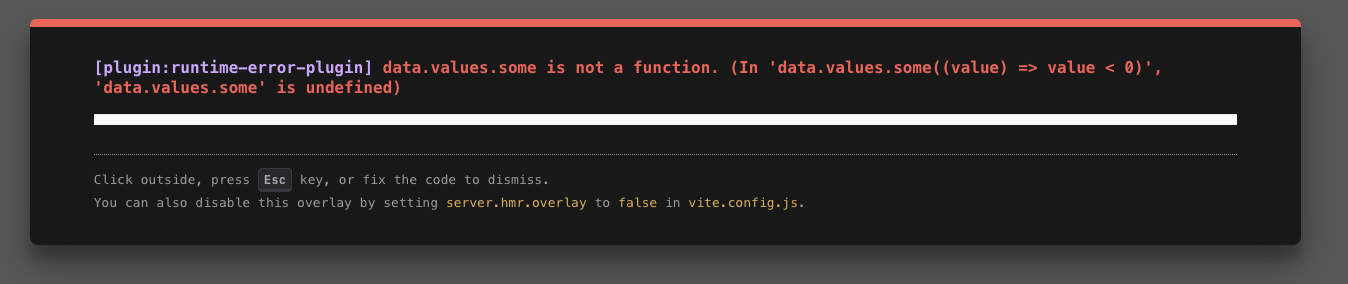 [plugin:runtime-error-plugin] data.values.some is not a function. (In 'data.values.some((value) => value < 0)',
'data.values.some' is undefined)
Click outside, press Esc key, or fix the code to dismiss.
You can also disable this overlay by setting server.hmr.overlay to false in vite.config.js.